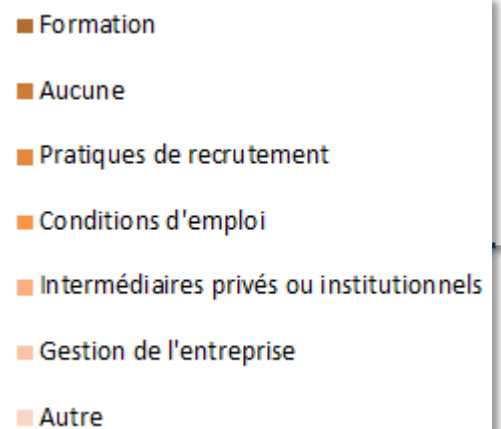 Formation
Aucune
Pratiques de recrutement
Conditions d'emploi
Intermédiaires privés ou institutionnels
Gestion de l'entreprise
Autre